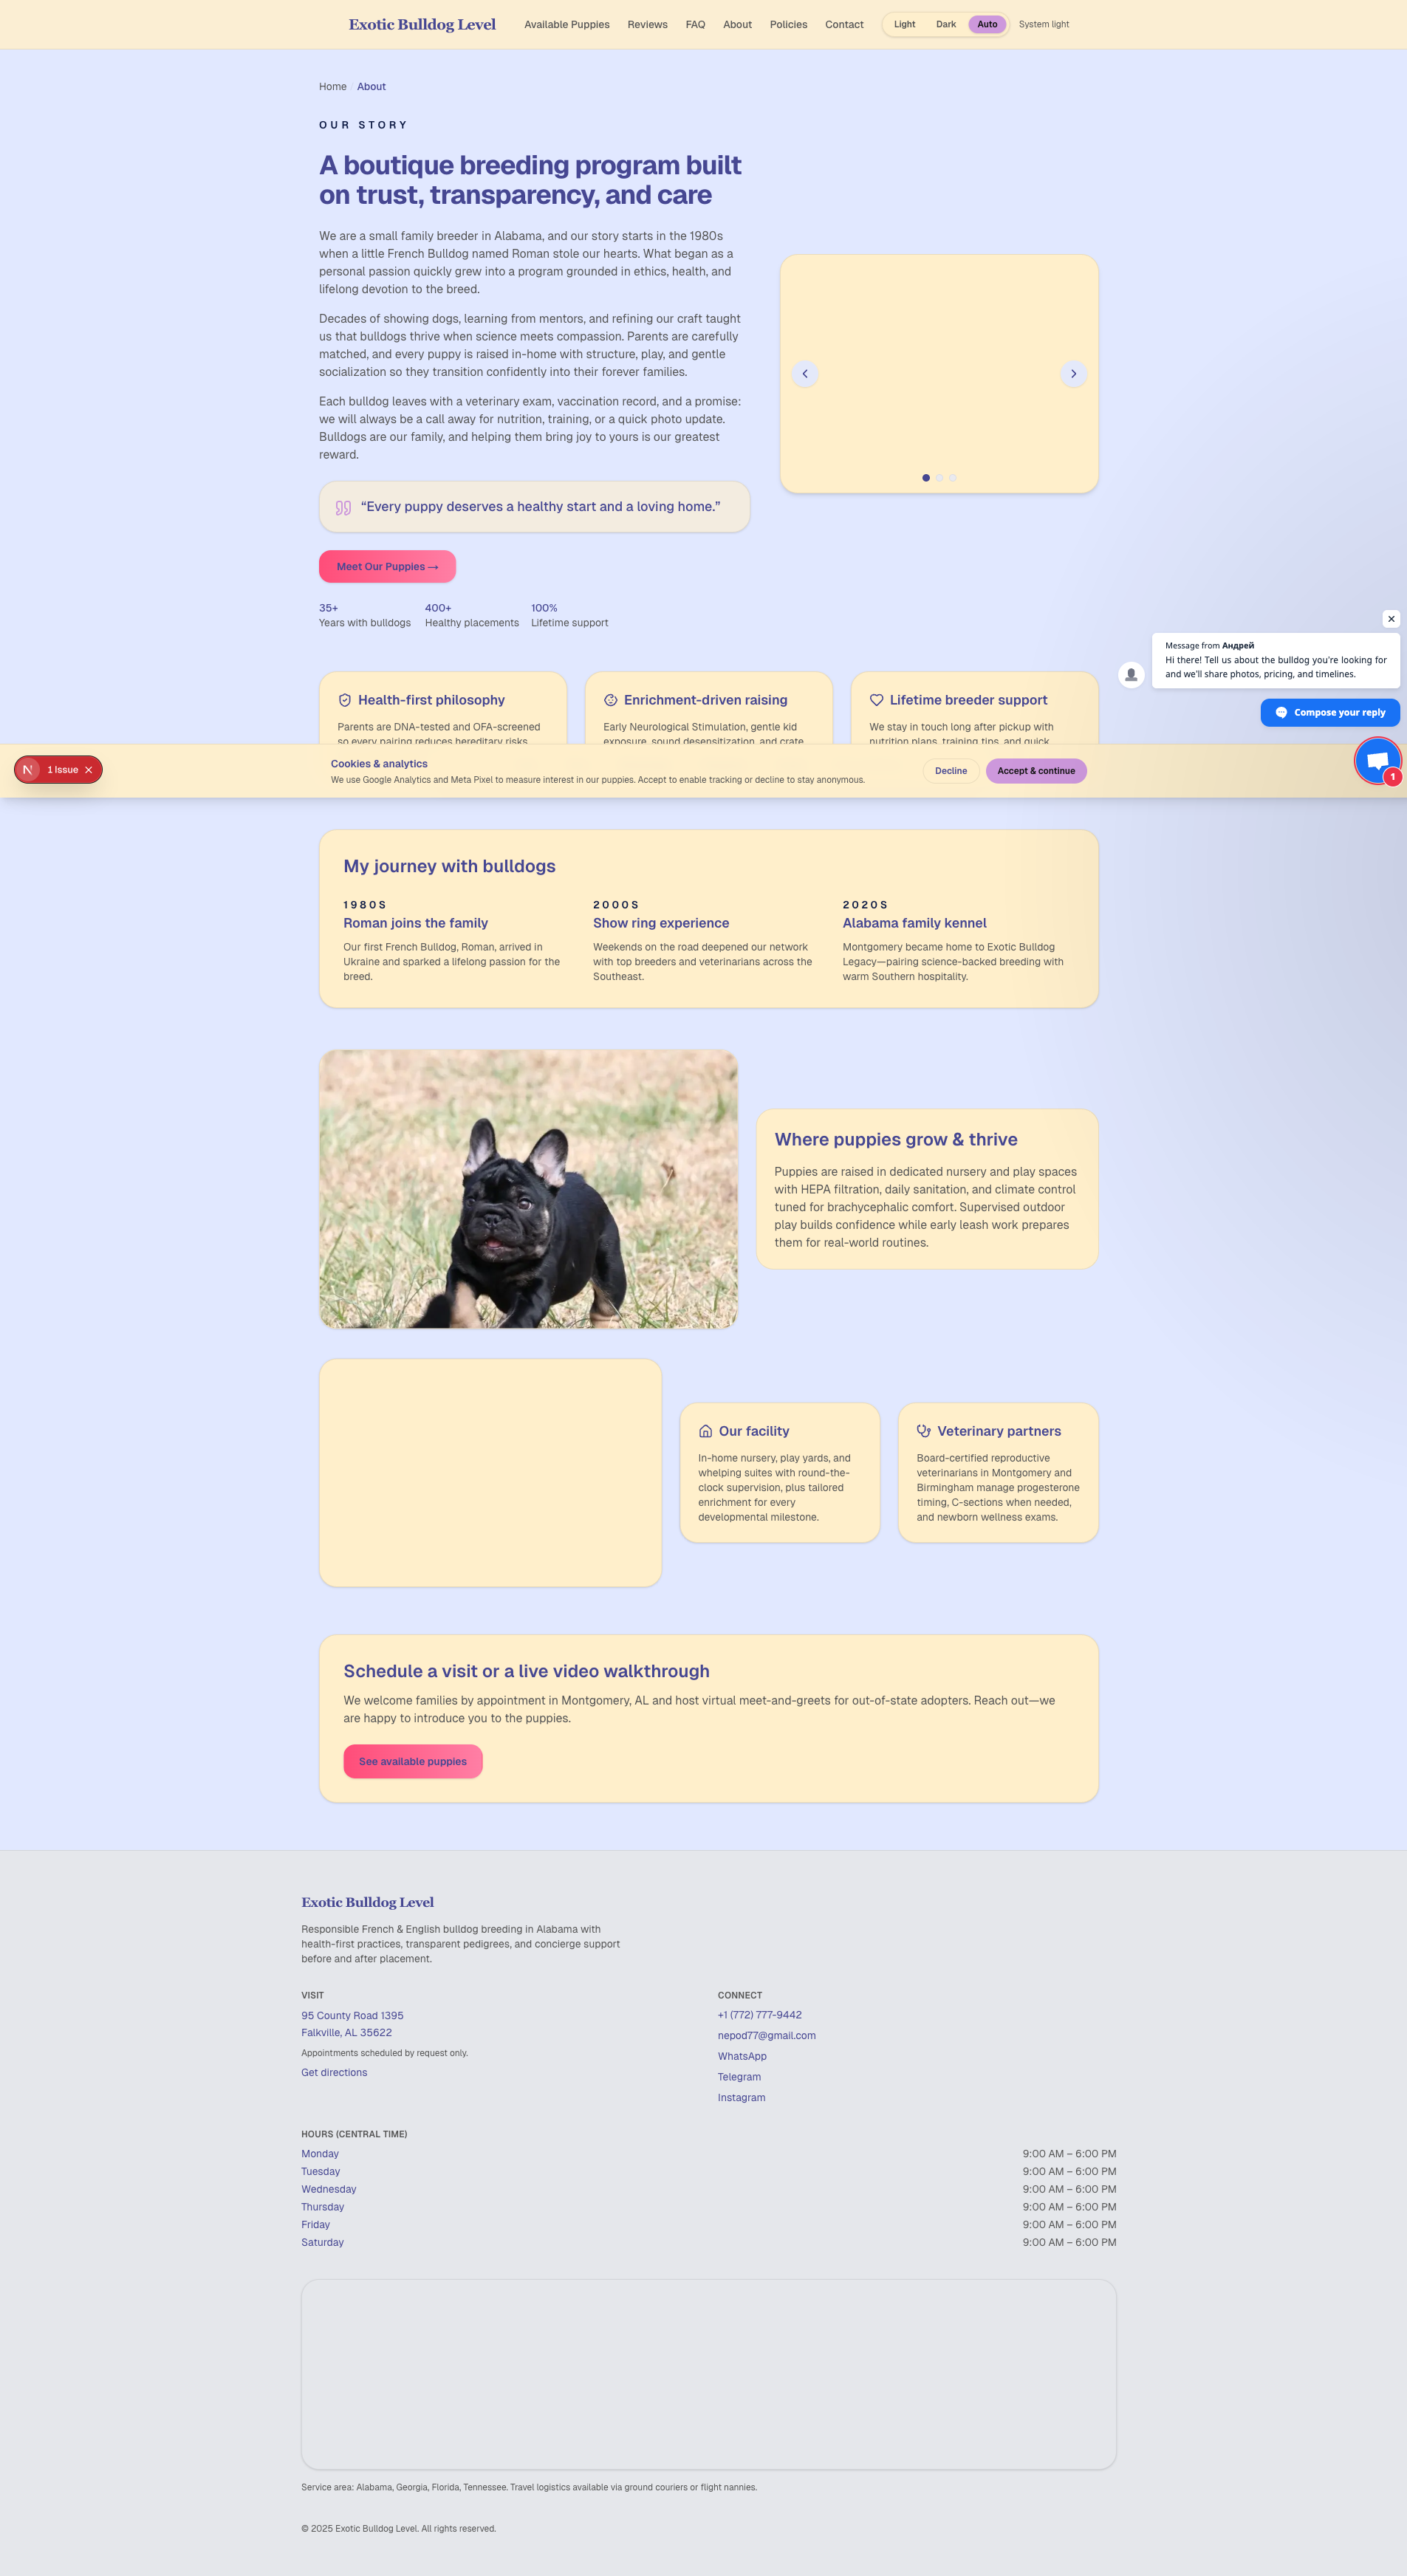 Exotic Bulldog Level
Available Puppies
Reviews
FAQ
About
Policies
Contact
Light
Dark
Auto
System light
Home / About
OUR STORY
A boutique breeding program built
on trust, transparency, and care
We are a small family breeder in Alabama, and our story starts in the 1980s
when a little French Bulldog named Roman stole our hearts. What began as a
personal passion quickly grew into a program grounded in ethics, health, and
lifelong devotion to the breed.
Decades of showing dogs, learning from mentors, and refining our craft taught
us that bulldogs thrive when science meets compassion. Parents are carefully
matched, and every puppy is raised in-home with structure, play, and gentle
socialization so they transition confidently into their forever families.
Each bulldog leaves with a veterinary exam, vaccination record, and a promise:
we will always be a call away for nutrition, training, or a quick photo update.
Bulldogs are our family, and helping them bring joy to yours is our greatest
reward.
“Every puppy deserves a healthy start and a loving home.”
Meet Our Puppies →
35+
Years with bulldogs
400+
Healthy placements
100%
Lifetime support
Message from Андрей
Hi there! Tell us about the bulldog you're looking for
and we'll share photos, pricing, and timelines.
Compose your reply
1
Health-first philosophy
Parents are DNA-tested and OFA-screened
so every pairing reduces hereditary risks
Enrichment-driven raising
Early Neurological Stimulation, gentle kid
exposure, sound desensitization, and crate
Lifetime breeder support
We stay in touch long after pickup with
nutrition plans, training tips, and quick
N
1 Issue
Cookies & analytics
We use Google Analytics and Meta Pixel to measure interest in our puppies. Accept to enable tracking or decline to stay anonymous.
Decline
Accept & continue
My journey with bulldogs
1980S
Roman joins the family
Our first French Bulldog, Roman, arrived in
Ukraine and sparked a lifelong passion for the
breed.
2000S
Show ring experience
Weekends on the road deepened our network
with top breeders and veterinarians across the
Southeast.
2020S
Alabama family kennel
Montgomery became home to Exotic Bulldog
Legacy—pairing science-backed breeding with
warm Southern hospitality.
Where puppies grow & thrive
Puppies are raised in dedicated nursery and play spaces
with HEPA filtration, daily sanitation, and climate control
tuned for brachycephalic comfort. Supervised outdoor
play builds confidence while early leash work prepares
them for real-world routines.
Our facility
In-home nursery, play yards, and
whelping suites with round-the-
clock supervision, plus tailored
enrichment for every
developmental milestone.
Veterinary partners
Board-certified reproductive
veterinarians in Montgomery and
Birmingham manage progesterone
timing, C-sections when needed,
and newborn wellness exams.
Schedule a visit or a live video walkthrough
We welcome families by appointment in Montgomery, AL and host virtual meet-and-greets for out-of-state adopters. Reach out—we
are happy to introduce you to the puppies.
See available puppies
Exotic Bulldog Level
Responsible French & English bulldog breeding in Alabama with
health-first practices, transparent pedigrees, and concierge support
before and after placement.
VISIT
95 County Road 1395
Falkville, AL 35622
Appointments scheduled by request only.
Get directions
CONNECT
+1 (772) 777-9442
nepod77@gmail.com
WhatsApp
Telegram
Instagram
HOURS (CENTRAL TIME)
Monday 9:00 AM – 6:00 PM
Tuesday 9:00 AM – 6:00 PM
Wednesday 9:00 AM – 6:00 PM
Thursday 9:00 AM – 6:00 PM
Friday 9:00 AM – 6:00 PM
Saturday 9:00 AM – 6:00 PM
Service area: Alabama, Georgia, Florida, Tennessee. Travel logistics available via ground couriers or flight nannies.
© 2025 Exotic Bulldog Level. All rights reserved.